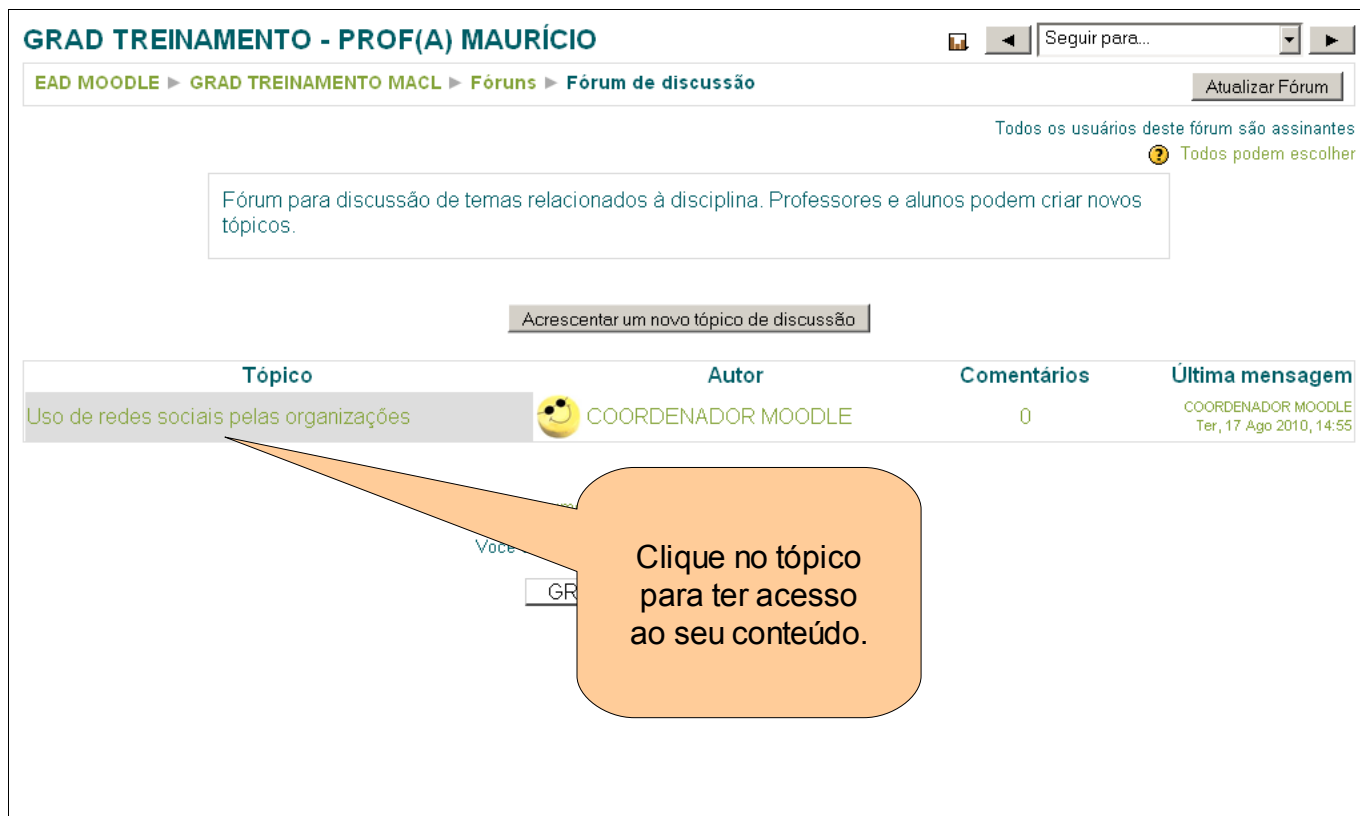 GRAD TREINAMENTO - PROF(A) MAURÍCIO
Seguir para...
EAD MOODLE ► GRAD TREINAMENTO MACL ► Fóruns ► Fórum de discussão
Atualizar Fórum
Todos os usuários deste fórum são assinantes
Todos podem escolher
Fórum para discussão de temas relacionados à disciplina. Professores e alunos podem criar novos
tópicos.
Acrescentar um novo tópico de discussão
Tópico Autor Comentários Última mensagem
Uso de redes sociais pelas organizações COORDENADOR MOODLE 0 COORDENADOR MOODLE
Ter, 17 Ago 2010, 14:55
Você
GR
Clique no tópico
para ter acesso
ao seu conteúdo.